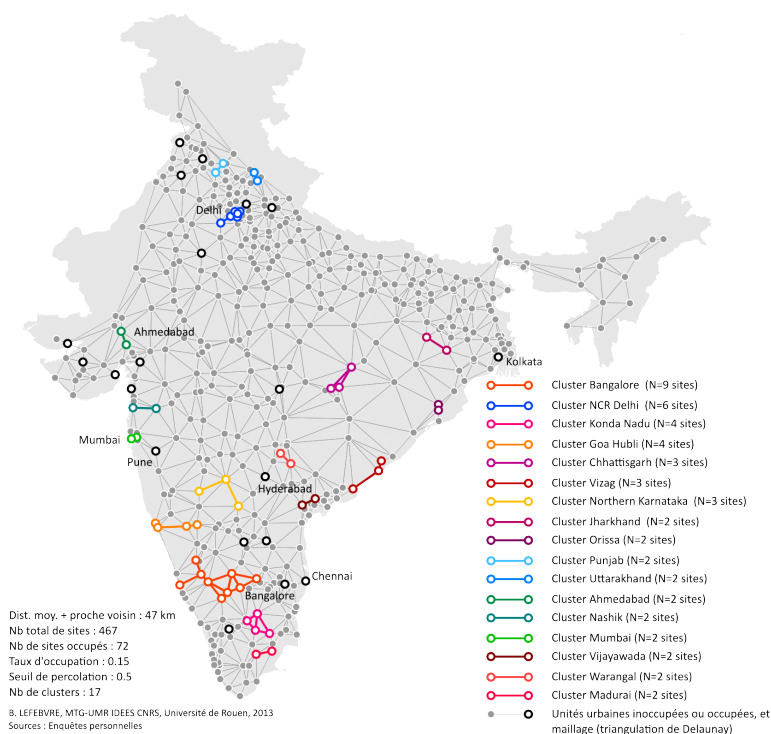 Delhi
Ahmedabad
Kolkata
Mumbai
Pune
Hyderabad
Chennai
Bangalore
Cluster Bangalore (N=9 sites)
Cluster NCR Delhi (N=6 sites)
Cluster Konda Nadu (N=4 sites)
Cluster Goa Hubli (N=4 sites)
Cluster Chhattisgarh (N=3 sites)
Cluster Vizag (N=3 sites)
Cluster Northern Karnataka (N=3 sites)
Cluster Jharkhand (N=2 sites)
Cluster Orissa (N=2 sites)
Cluster Punjab (N=2 sites)
Cluster Uttarakhand (N=2 sites)
Cluster Ahmedabad (N=2 sites)
Cluster Nashik (N=2 sites)
Cluster Mumbai (N=2 sites)
Cluster Vijayawada (N=2 sites)
Cluster Warangal (N=2 sites)
Cluster Madurai (N=2 sites)
Unités urbaines inoccupées ou occupées, et
maillage (triangulation de Delaunay)
Dist. moy. + proche voisin : 47 km
Nb total de sites : 467
Nb de sites occupés : 72
Taux d'occupation : 0.15
Seuil de percolation : 0.5
Nb de clusters : 17
B. LEFEBVRE, MTG-UMR IDEES CNRS, Université de Rouen, 2013
Sources : Enquêtes personnelles